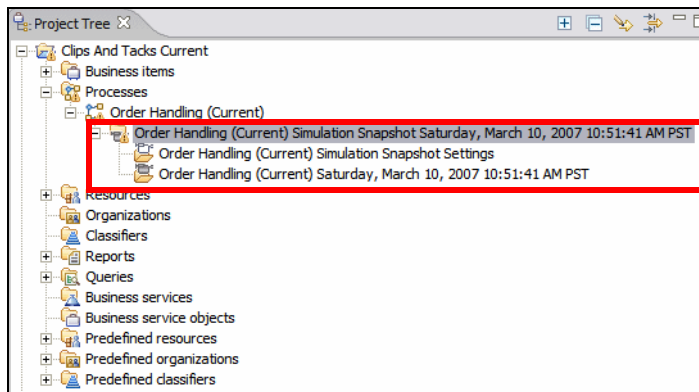 Project Tree
Clips And Tacks Current
Business items
Processes
Order Handling (Current)
Order Handling (Current) Simulation Snapshot Saturday, March 10, 2007 10:51:41 AM PST
Order Handling (Current) Simulation Snapshot Settings
Order Handling (Current) Saturday, March 10, 2007 10:51:41 AM PST
Resources
Organizations
Classifiers
Reports
Queries
Business services
Business service objects
Predefined resources
Predefined organizations
Predefined classifiers